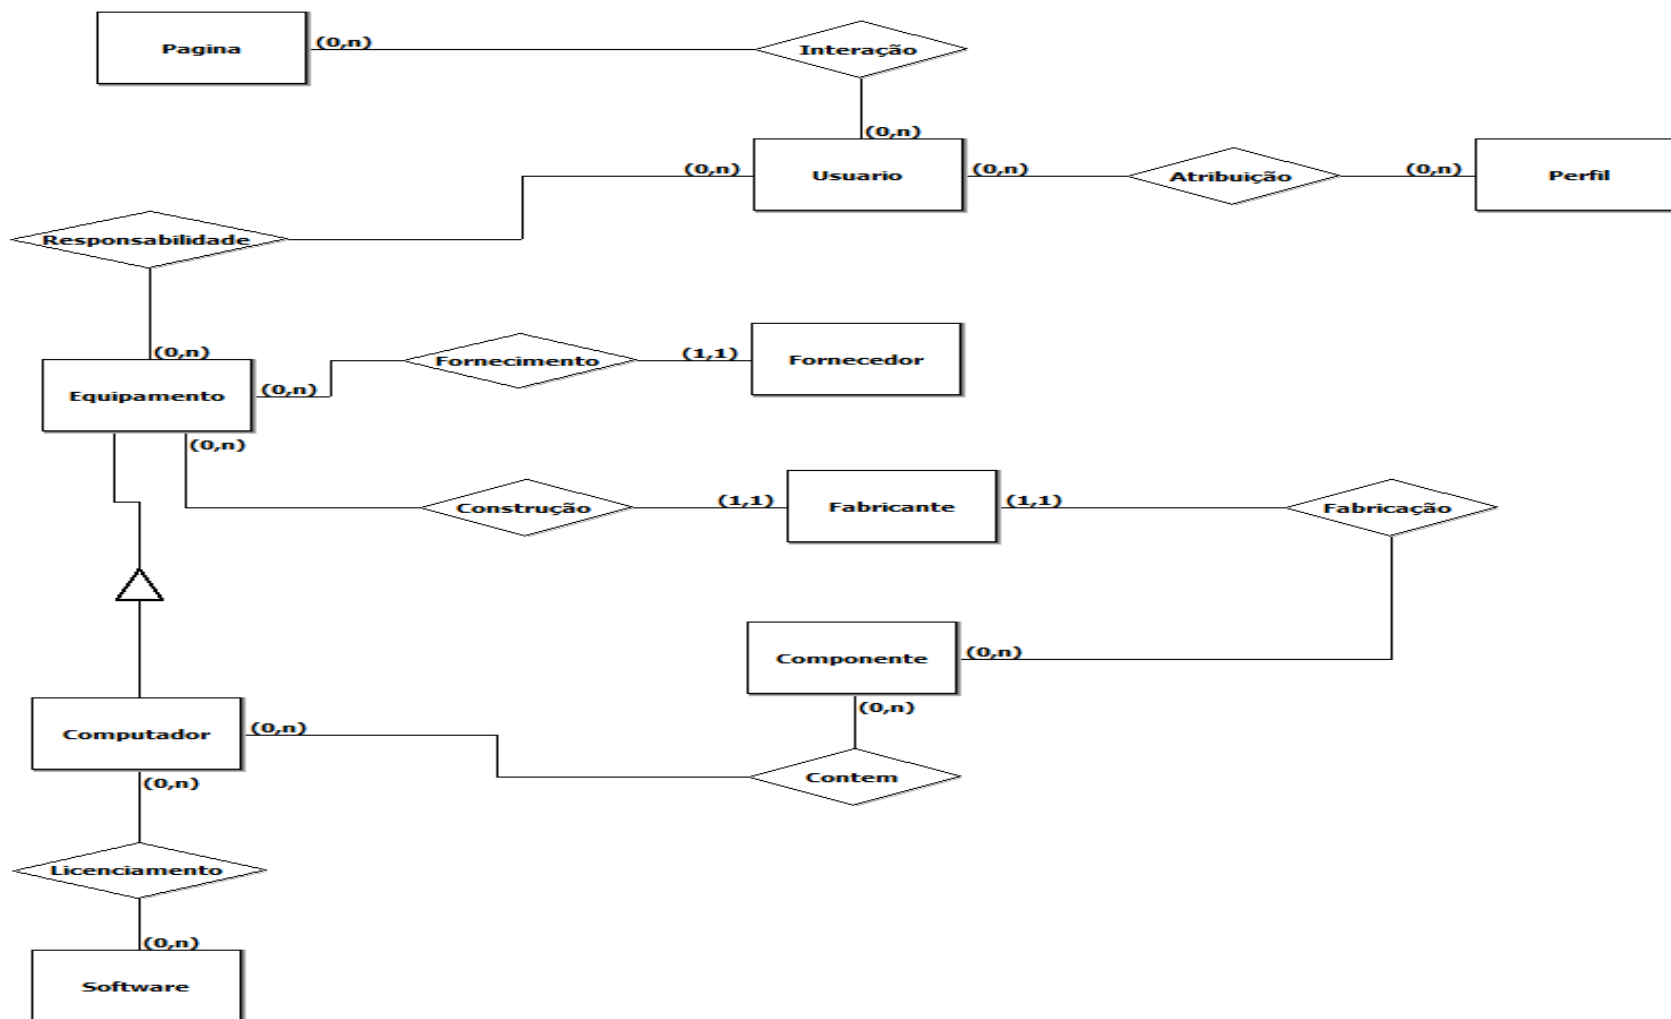 Pagina
(0,n)
Interação
(0,n)
(0,n)
Usuario
(0,n)
Atribuição
(0,n)
Perfil
Responsabilidade
(0,n)
Equipamento
(0,n)
Fornecimento
(1,1)
Fornecedor
(0,n)
Construção
(1,1)
Fabricante
(1,1)
Fabricação
Componente
(0,n)
(0,n)
Computador
(0,n)
Contem
(0,n)
Licenciamento
(0,n)
Software